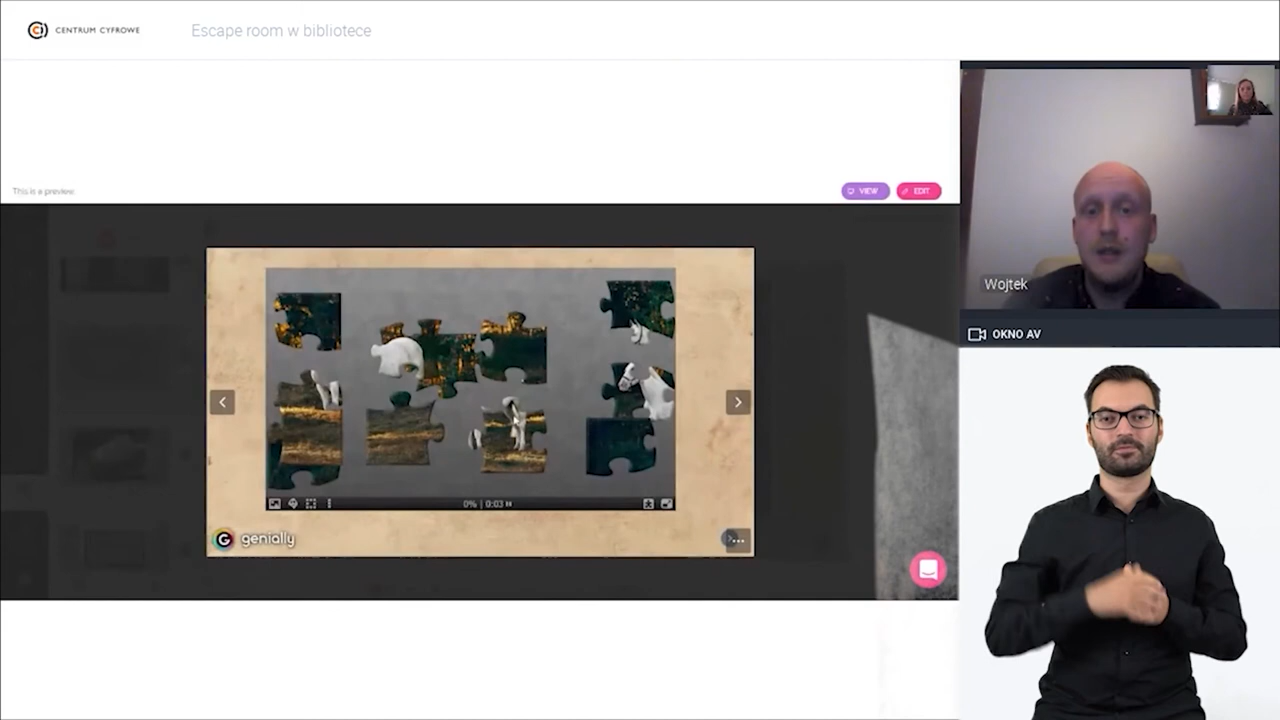 CENTRUM CYFROWE
Escape room w bibliotece
This is a preview
VIEW
EDIT
Wojtek
OKNO AV
0% | 0:03
genially